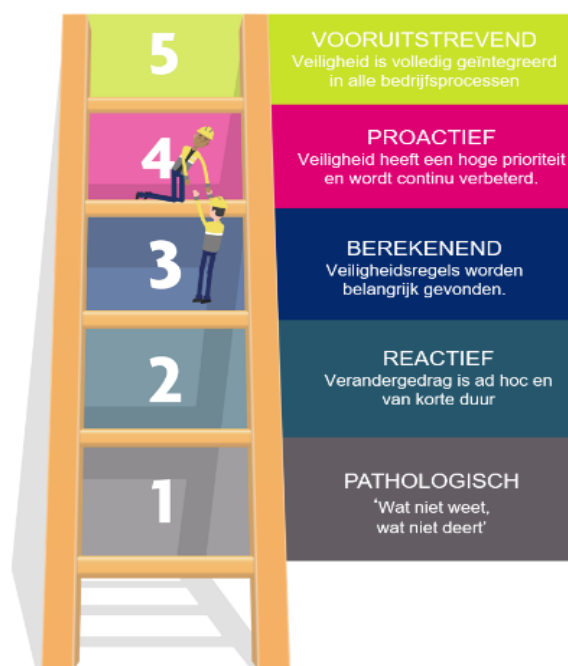 5
VOORUITSTREVEND
Veiligheid is volledig geïntegreerd
in alle bedrijfsprocessen
4
PROACTIEF
Veiligheid heeft een hoge prioriteit
en wordt continu verbeterd.
3
BEREKENEND
Veiligheidsregels worden
belangrijk gevonden.
2
REACTIEF
Verandergedrag is ad hoc en
van korte duur
1
PATHOLOGISCH
‘Wat niet weet,
wat niet deert’